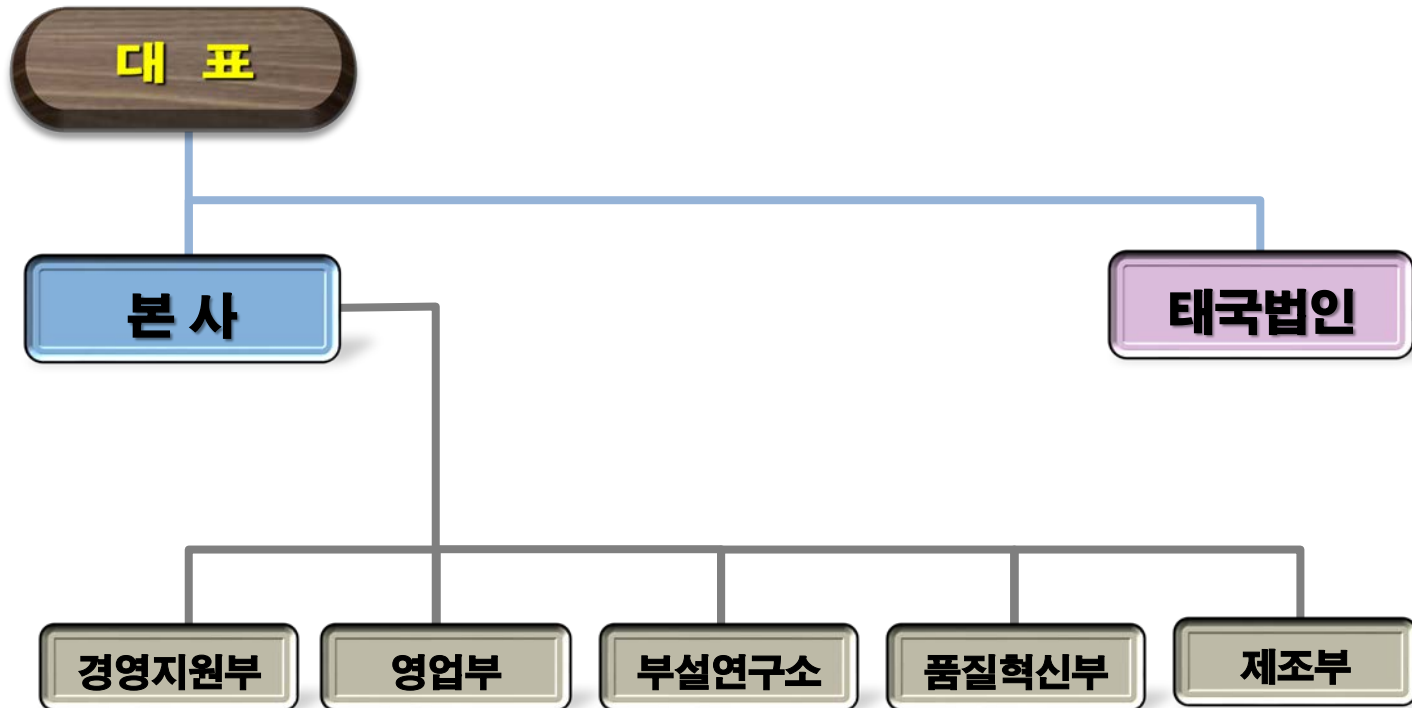 대 표
본 사
태국법인
경영지원부
영업부
부설연구소
품질혁신부
제조부